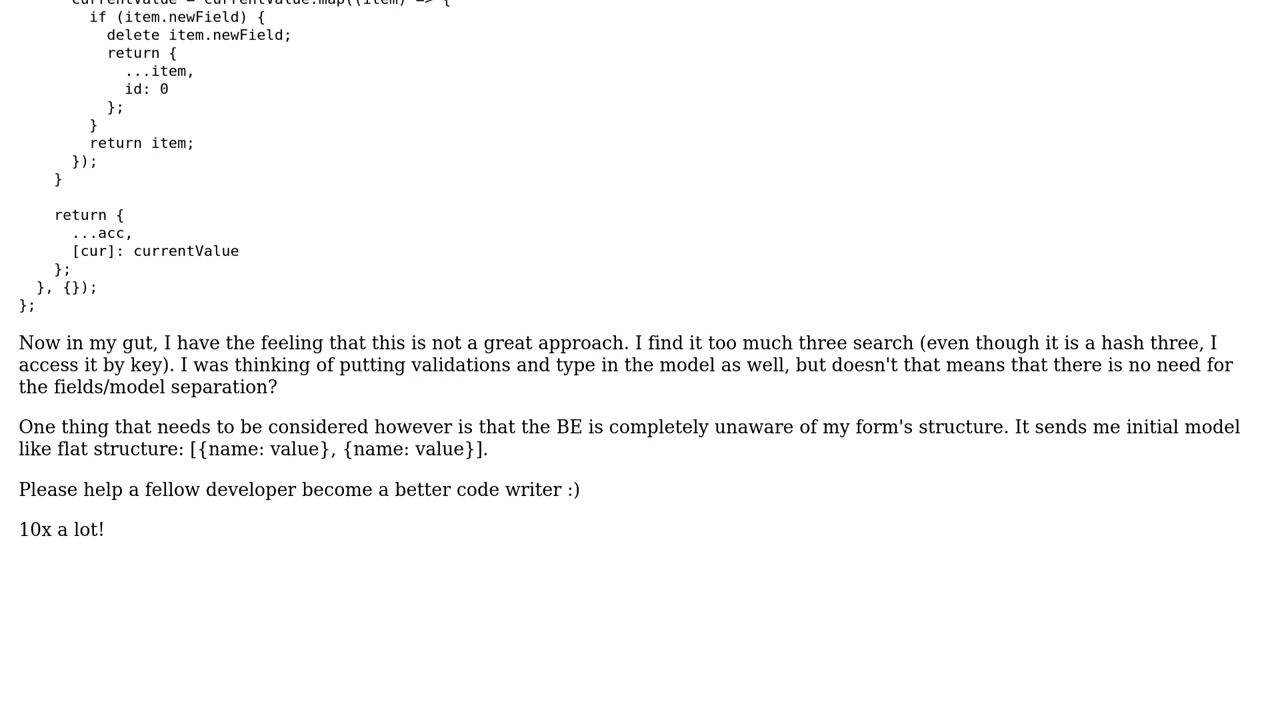 currentValue = currentValue.map((item) => {
if (item.newField) {
delete item.newField;
return {
...item,
id: 0
};
}
return item;
});
}
return {
...acc,
[cur]: currentValue
};
}, {});
};
Now in my gut, I have the feeling that this is not a great approach. I find it too much three search (even though it is a hash three, I
access it by key). I was thinking of putting validations and type in the model as well, but doesn't that means that there is no need for
the fields/model separation?
One thing that needs to be considered however is that the BE is completely unaware of my form's structure. It sends me initial model
like flat structure: [{name: value}, {name: value}].
Please help a fellow developer become a better code writer :)
10x a lot!